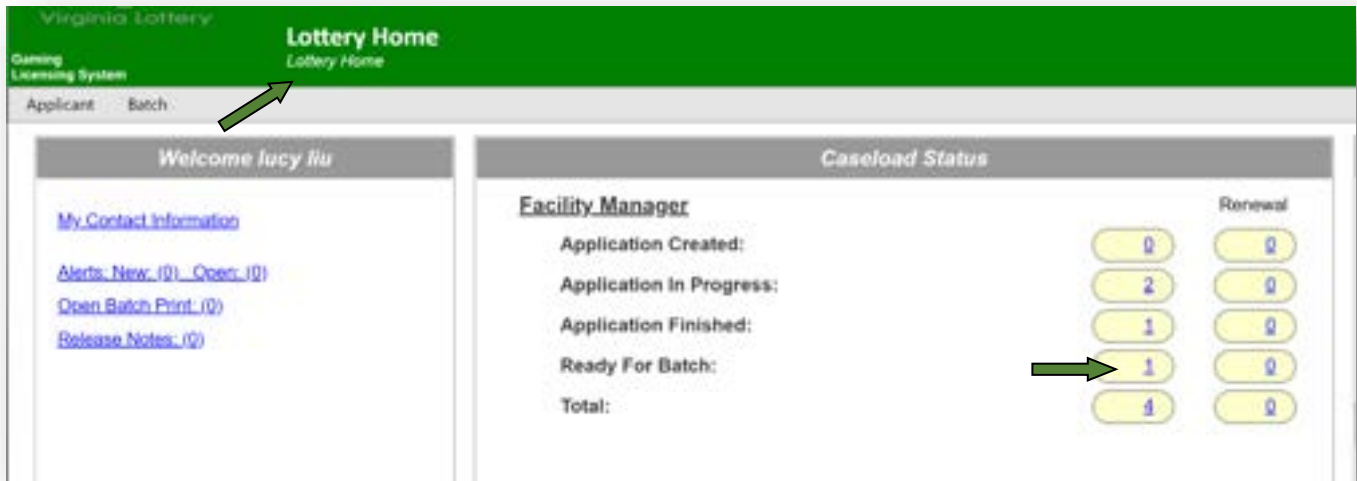 Virginia Lottery
Lottery Home
Lottery Home
Gaming
Licensing System
Applicant Batch
Welcome lucy liu
My Contact Information
Alerts: New: (0) Open: (0)
Open Batch Print: (0)
Release Notes: (0)
Caseload Status
Facility Manager Renewal
Application Created: 0 0
Application In Progress: 2 0
Application Finished: 1 0
Ready For Batch: 1 0
Total: 4 0